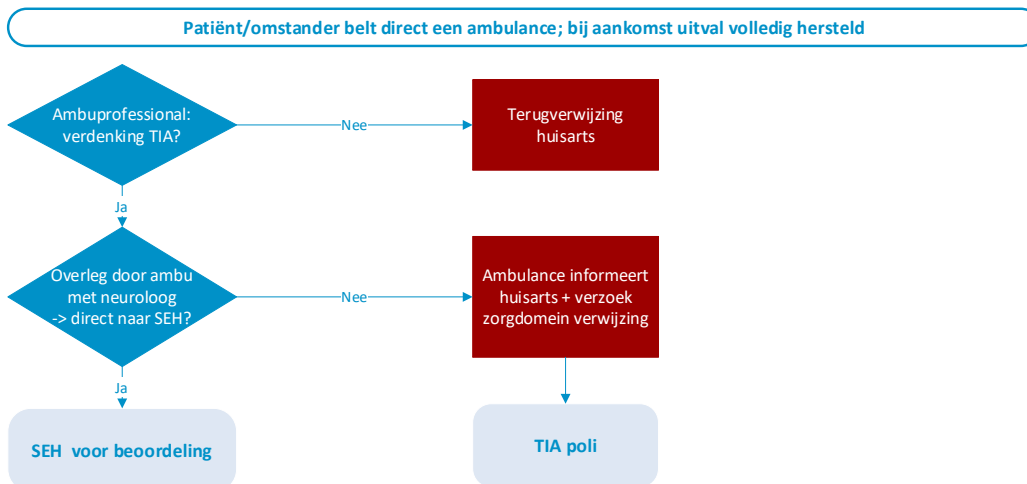 Patiënt/omstander belt direct een ambulance; bij aankomst uitval volledig hersteld
Ambuprofessional:
verdenking TIA?
Nee
Terugverwijzing
huisarts
Ja
Overleg door ambu
met neuroloog
-> direct naar SEH?
Nee
Ambulance informeert
huisarts + verzoek
zorgdomein verwijzing
Ja
SEH voor beoordeling
TIA poli